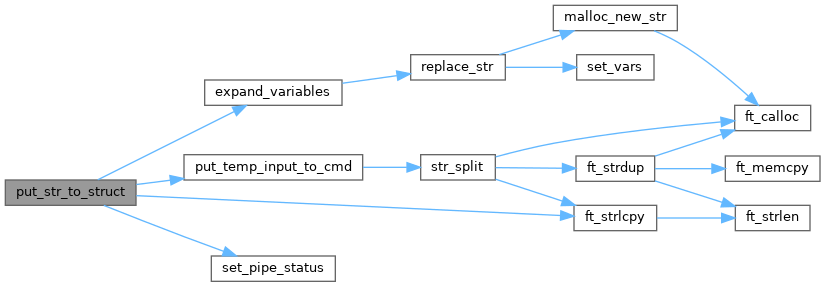 put_str_to_struct
expand_variables
replace_str
malloc_new_str
set_vars
put_temp_input_to_cmd
str_split
ft_calloc
ft_strdup
ft_memcpy
ft_strlcpy
ft_strlen
set_pipe_status